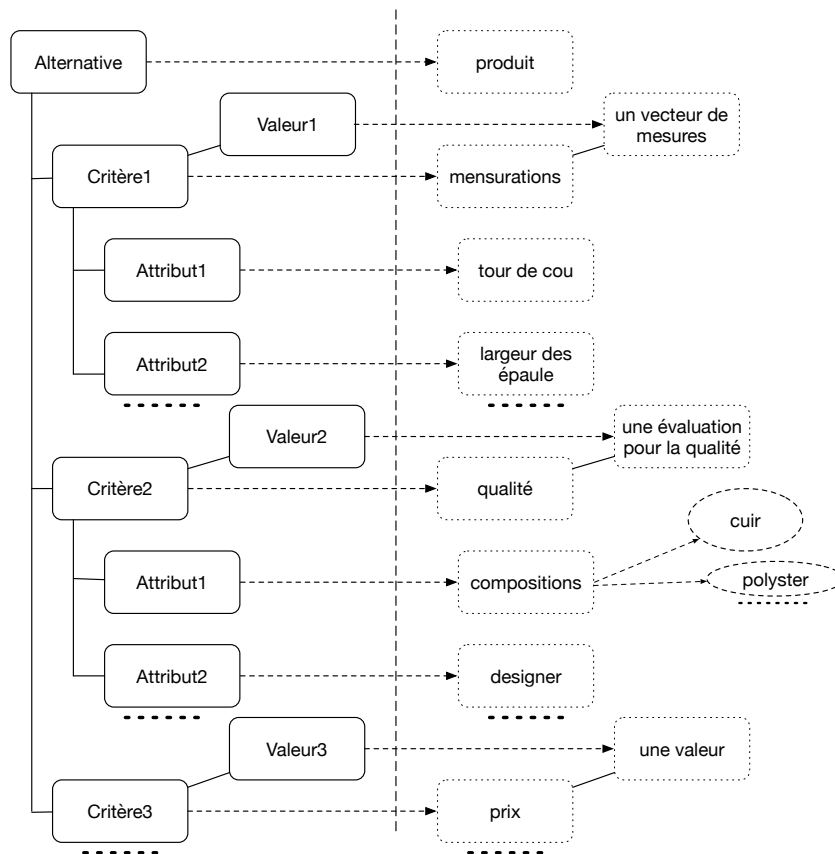 Alternative
produit
Valeur1
un vecteur de
mesures
Critère1
mensurations
Attribut1
tour de cou
Attribut2
largeur des
épaule
Valeur2
une évaluation
pour la qualité
Critère2
qualité
cuir
Attribut1
compositions
polyster
Attribut2
designer
Valeur3
une valeur
Critère3
prix